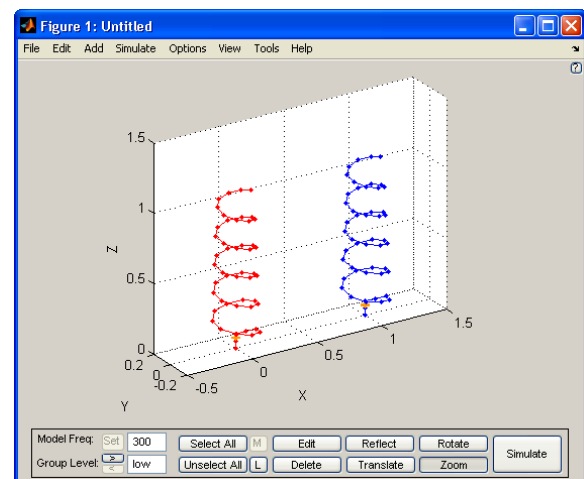 Figure 1: Untitled
File Edit Add Simulate Options View Tools Help
?
1.5
1
0.5
0
Z
0.2
0
-0.2
Y
-0.5
0
0.5
1
1.5
X
Model Freq: Set 300 Select All M Edit Reflect Rotate Simulate
Group Level: > < low Unselect All L Delete Translate Zoom